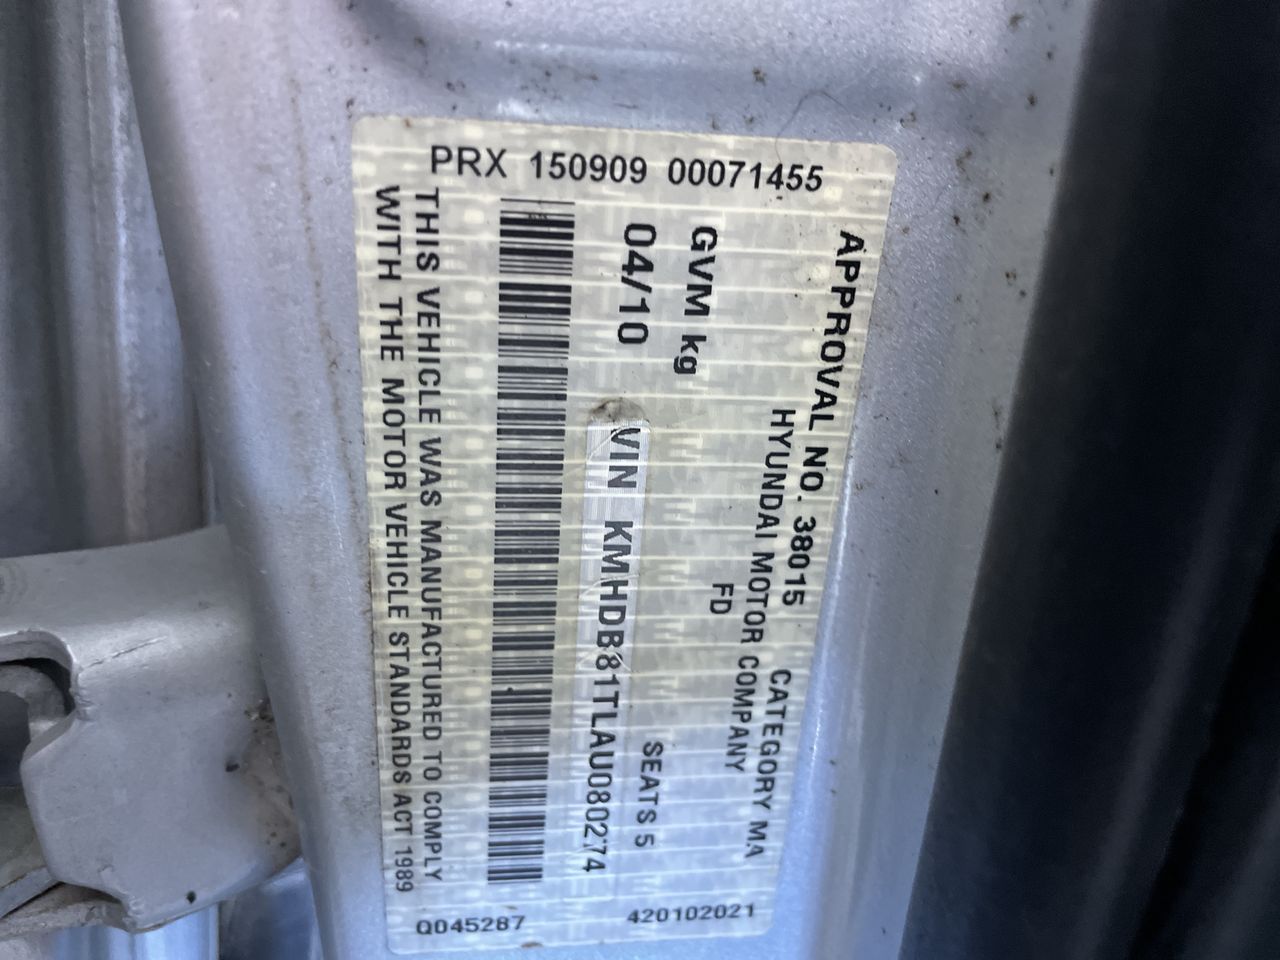 PRX 150909 00071455
APPROVAL NO. 38015 CATEGORY MA
HYUNDAI MOTOR COMPANY
FD
GVM kg
04/10
SEATS 5
VIN KMHDB81TLAU080274
THIS VEHICLE WAS MANUFACTURED TO COMPLY
WITH THE MOTOR VEHICLE STANDARDS ACT 1989
Q045287 420102021